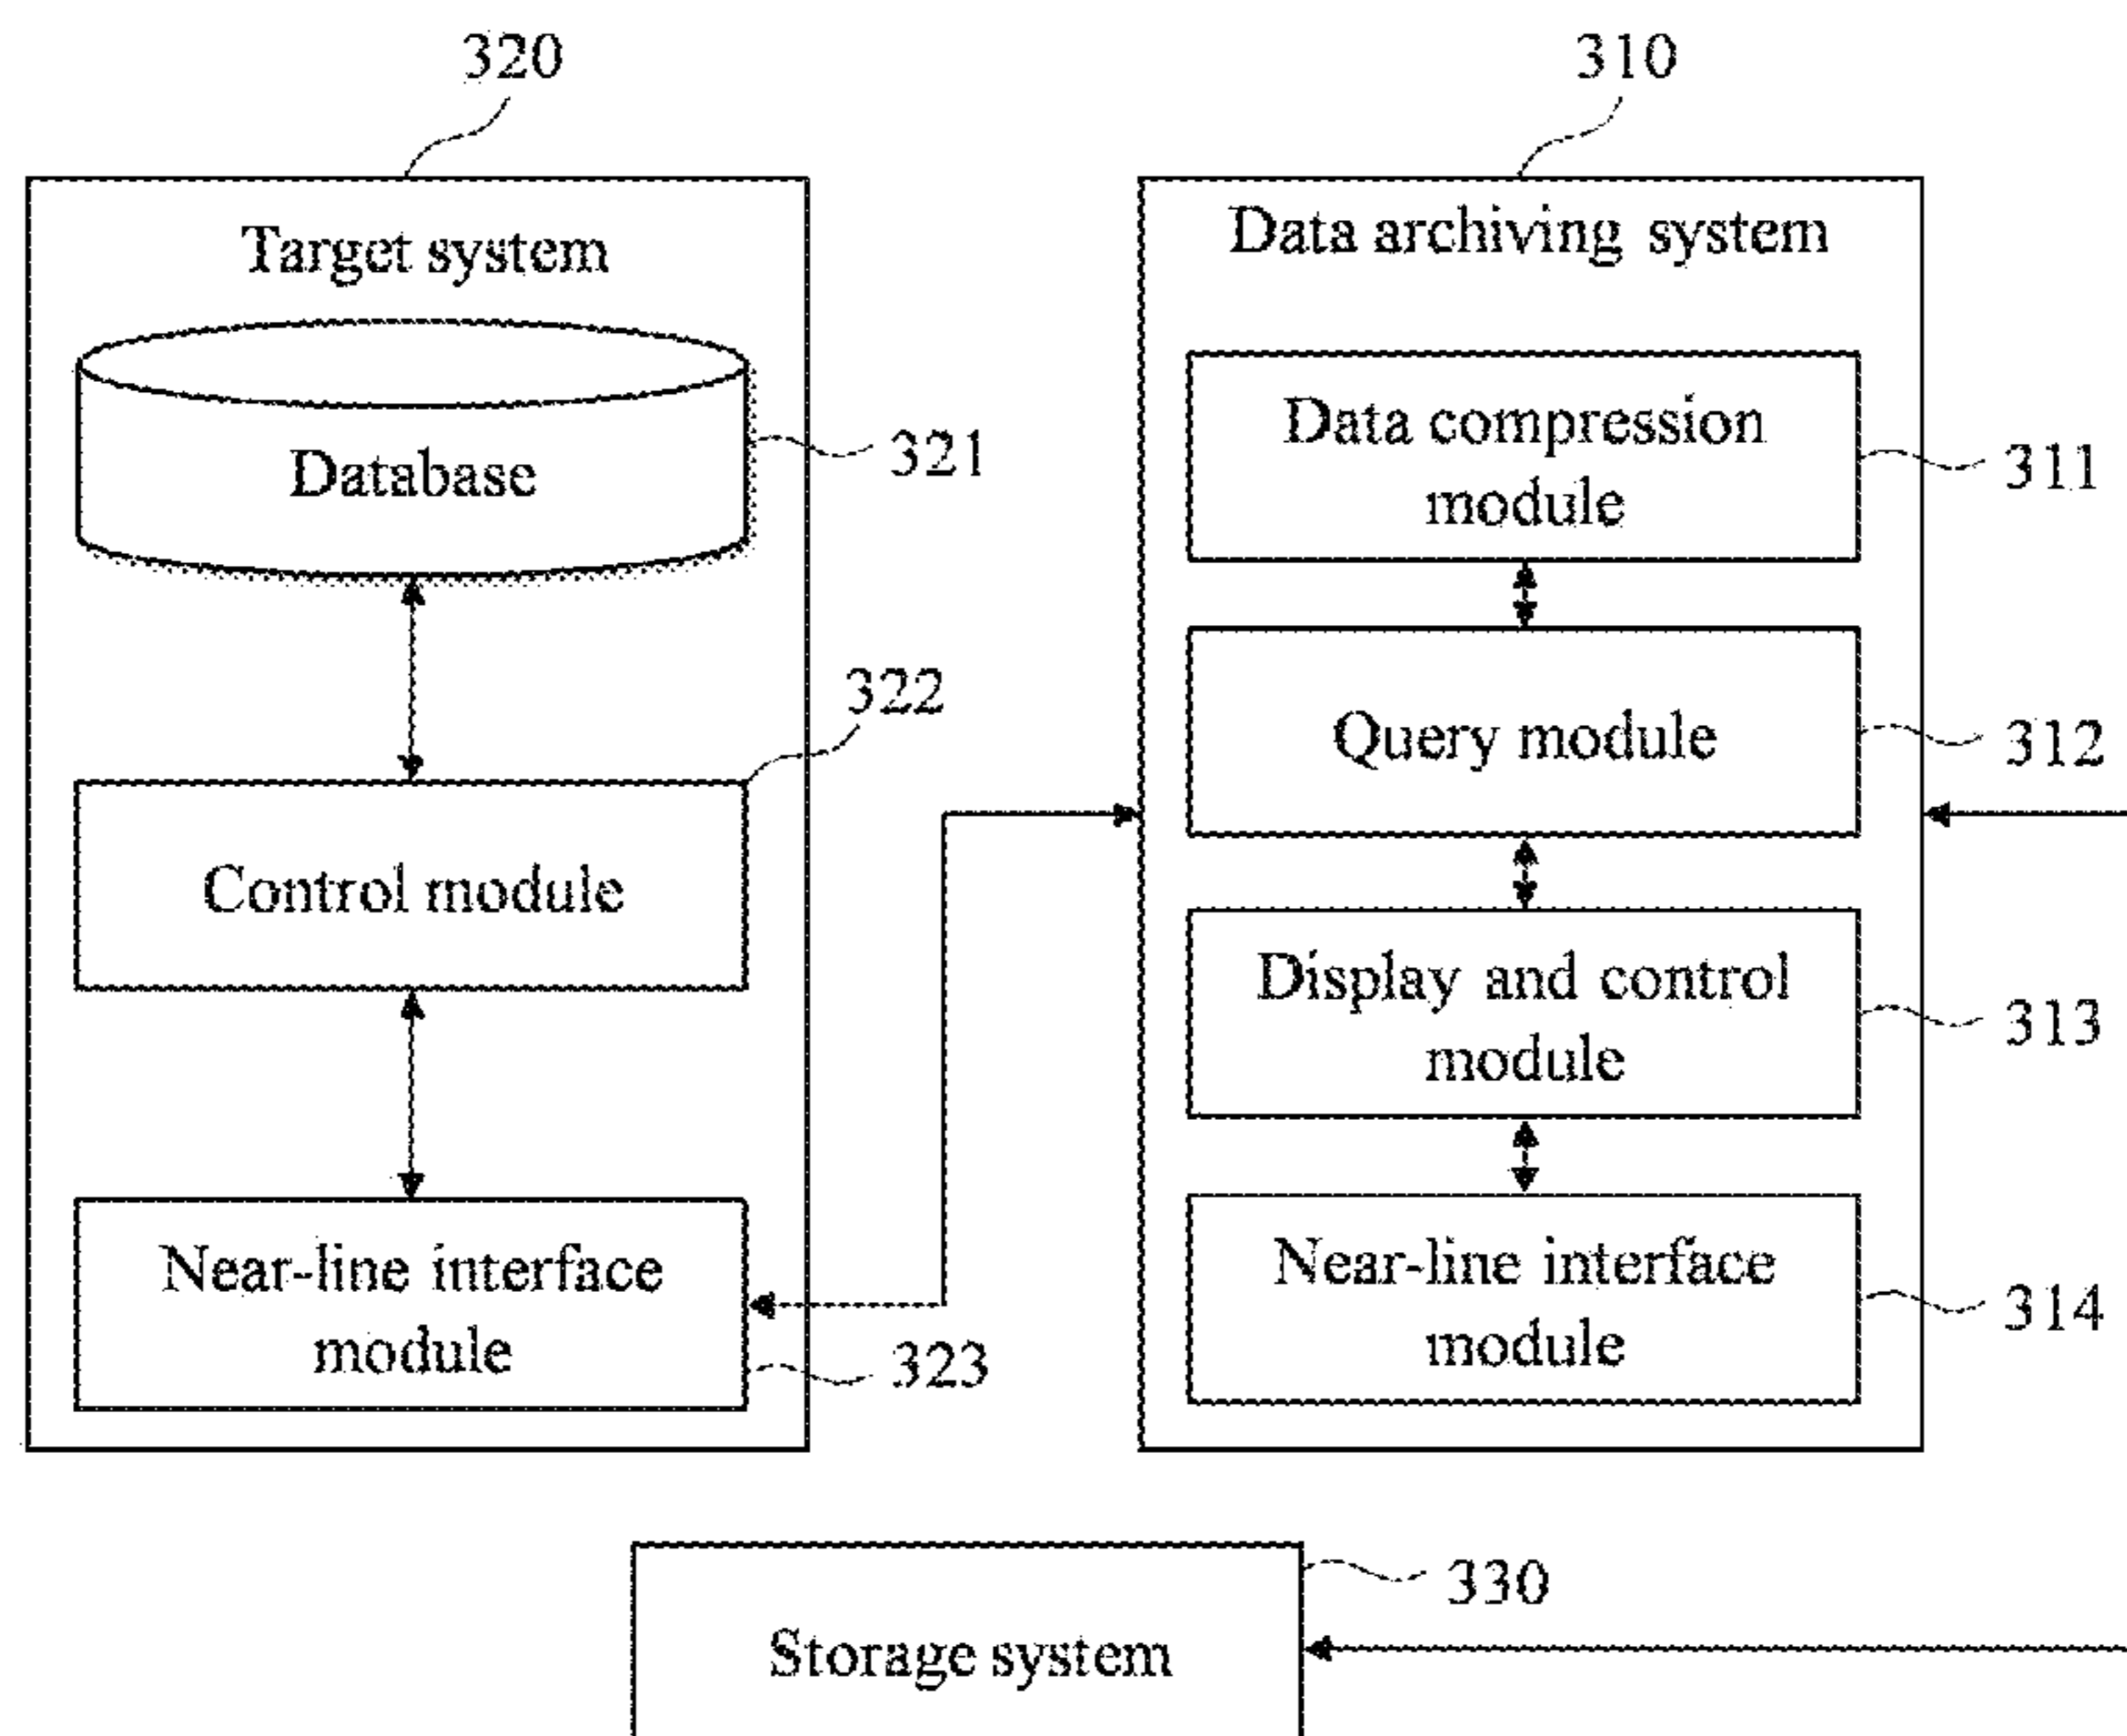 320
310
Target system
Data archiving system
Database
321
Data compression
module
311
322
Query module
312
Control module
Display and control
module
313
Near-line interface
module
323
Near-line interface
module
314
330
Storage system